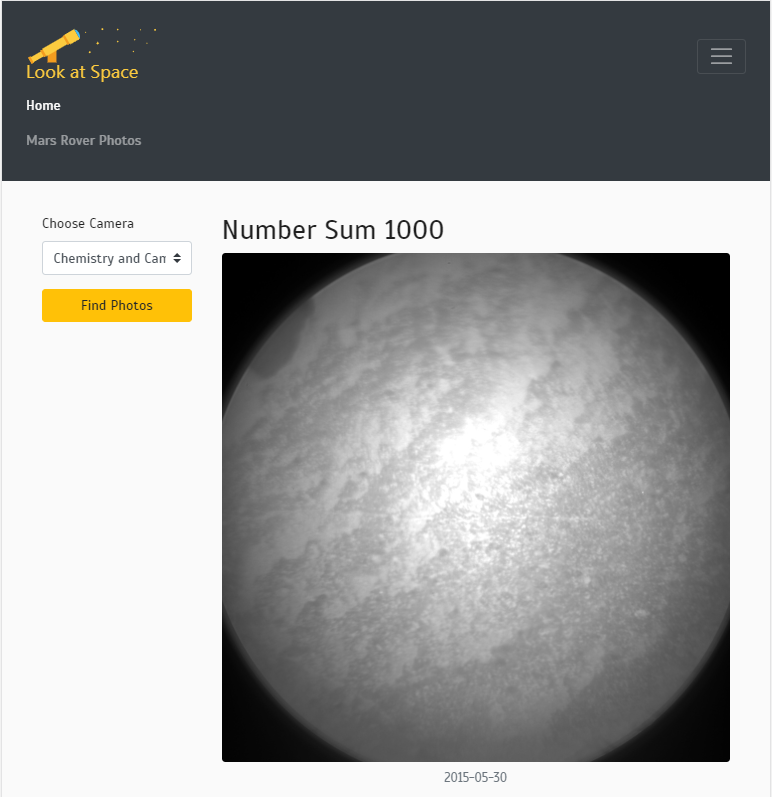 Look at Space
Home
Mars Rover Photos
Choose Camera
Chemistry and Can
Find Photos
Number Sum 1000
2015-05-30